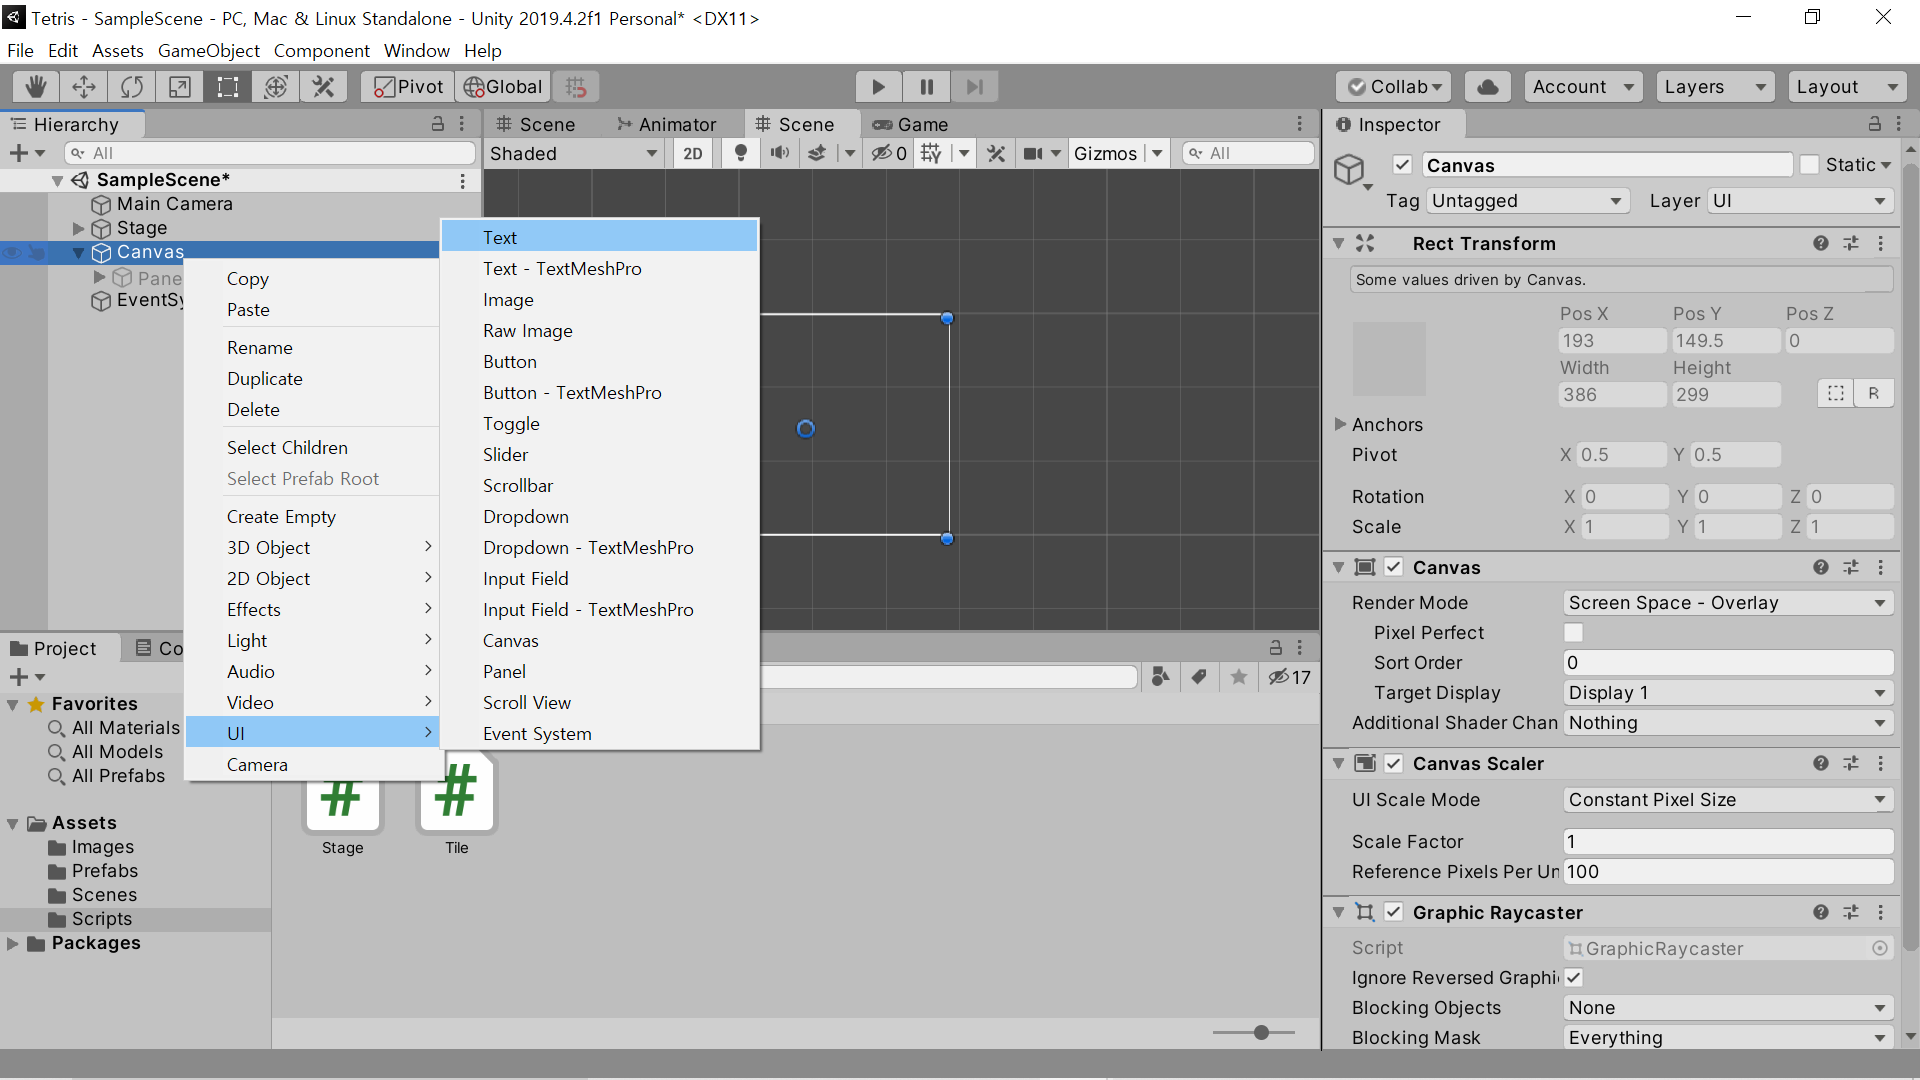 Tetris - SampleScene - PC, Mac & Linux Standalone - Unity 2019.4.2f1 Personal* <DX11>
File Edit Assets GameObject Component Window Help
Pivot Global Collab Account Layers Layout
Hierarchy
All
SampleScene*
Main Camera
Stage
Canvas
Pane
EventSy
Copy
Paste
Rename
Duplicate
Delete
Select Children
Select Prefab Root
Create Empty
3D Object
2D Object
Effects
Light
Audio
Video
UI
Camera
Text
Text - TextMeshPro
Image
Raw Image
Button
Button - TextMeshPro
Toggle
Slider
Scrollbar
Dropdown
Dropdown - TextMeshPro
Input Field
Input Field - TextMeshPro
Canvas
Panel
Scroll View
Event System
Scene Animator Scene Game
Shaded 2D 0 Gizmos All
Project Co
17
Favorites
All Materials
All Models
All Prefabs
Assets
Images
Prefabs
Scenes
Scripts
Packages
Stage Tile
Inspector
Canvas Static
Tag Untagged Layer UI
Rect Transform
Some values driven by Canvas.
Pos X Pos Y Pos Z
193 149.5 0
Width Height
386 299
R
Anchors
Pivot X 0.5 Y 0.5
Rotation X 0 Y 0 Z 0
Scale X 1 Y 1 Z 1
Canvas
Render Mode Screen Space - Overlay
Pixel Perfect
Sort Order 0
Target Display Display 1
Additional Shader Chan Nothing
Canvas Scaler
UI Scale Mode Constant Pixel Size
Scale Factor 1
Reference Pixels Per Un 100
Graphic Raycaster
Script GraphicRaycaster
Ignore Reversed Graphi
Blocking Objects None
Blocking Mask Everything